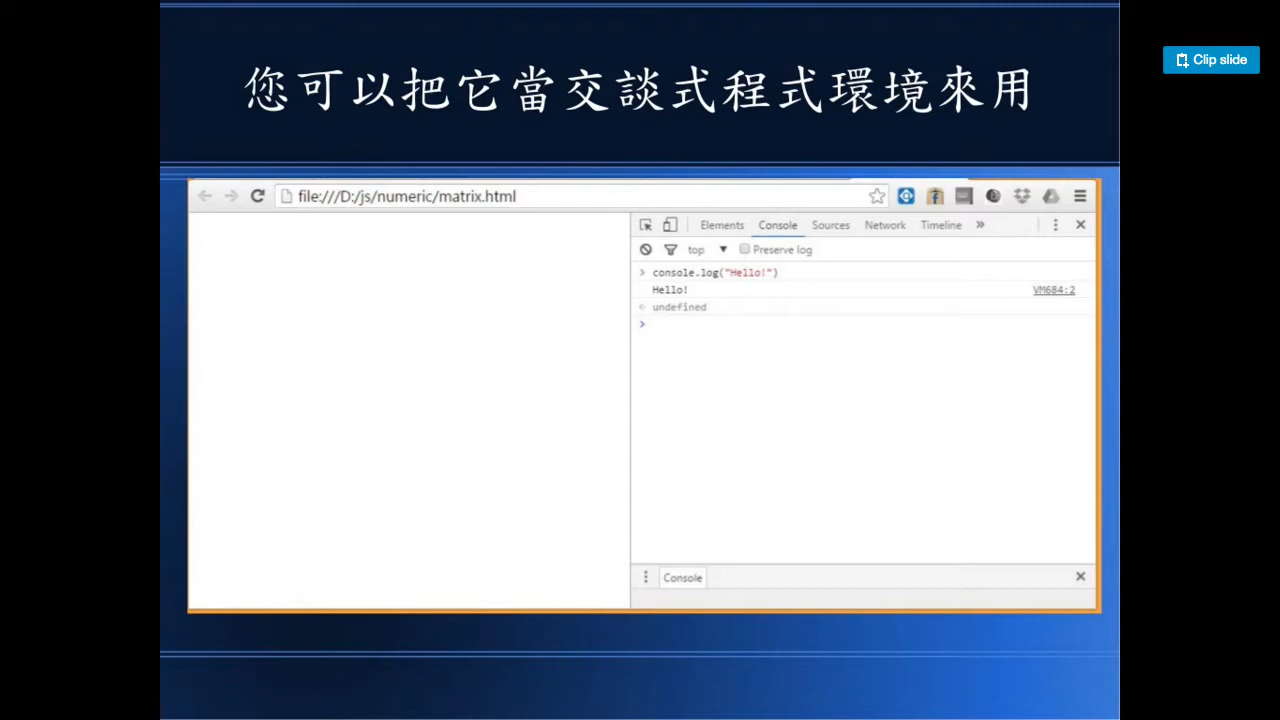 您可以把它當交談式程式環境來用
Clip slide
file:///D:/js/numeric/matrix.html
Elements Console Sources Network Timeline »
top ▼ Preserve log
> console.log("Hello!")
Hello! VM684:2
undefined
>
Console